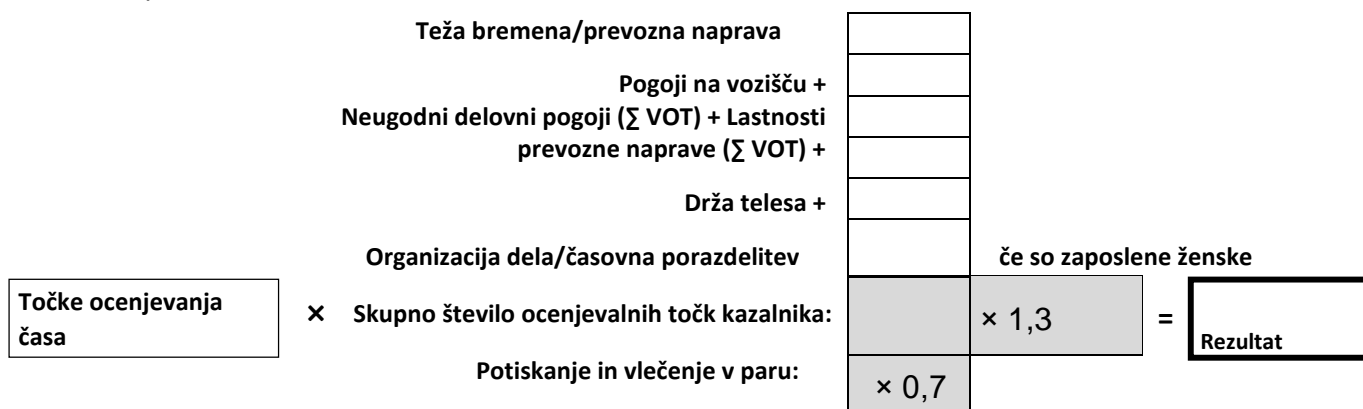 Teža bremena/prevozna naprava
Pogoji na vozišču +
Neugodni delovni pogoji (∑ VOT) + Lastnosti
prevozne naprave (∑ VOT) +
Drža telesa +
Organizacija dela/časovna porazdelitev
če so zaposlene ženske
Točke ocenjevanja
časa
× Skupno število ocenjevalnih točk kazalnika:
× 1,3
=
Rezultat
Potiskanje in vlečenje v paru:
× 0,7